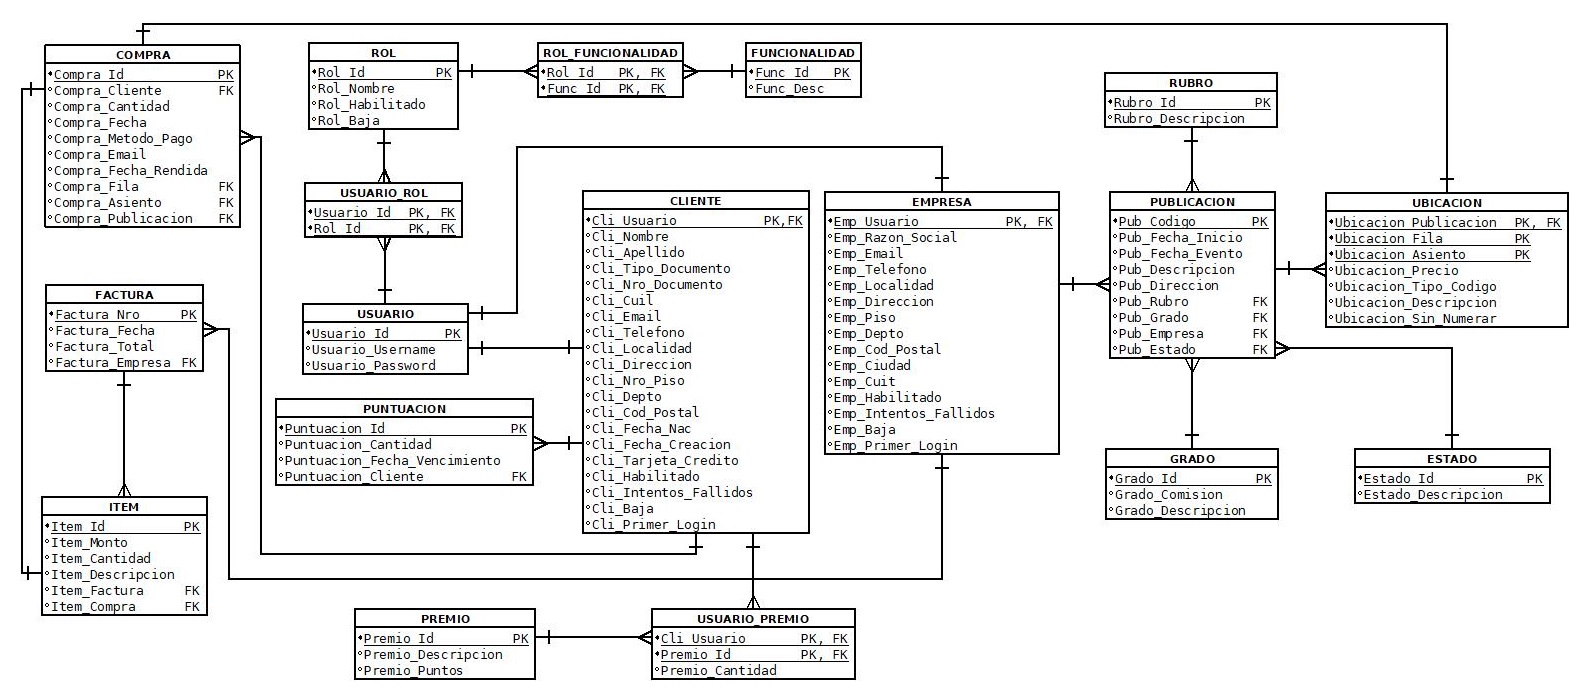 COMPRA
Compra_Id PK
Compra_Cliente FK
Compra_Cantidad
Compra_Fecha
Compra_Metodo_Pago
Compra_Email
Compra_Fecha_Rendida
Compra_Fila FK
Compra_Asiento FK
Compra_Publicacion FK
ROL
Rol_Id PK
Rol_Nombre
Rol_Habilitado
Rol_Baja
ROL_FUNCIONALIDAD
Rol_Id PK, FK
Func_Id PK, FK
FUNCIONALIDAD
Func_Id PK
Func_Desc
RUBRO
Rubro_Id PK
Rubro_Descripcion
USUARIO_ROL
Usuario_Id PK, FK
Rol_Id PK, FK
CLIENTE
Cli_Usuario PK,FK
Cli_Nombre
Cli_Apellido
Cli_Tipo_Documento
Cli_Nro_Documento
Cli_Cuil
Cli_Email
Cli_Telefono
Cli_Localidad
Cli_Direccion
Cli_Nro_Piso
Cli_Depto
Cli_Cod_Postal
Cli_Fecha_Nac
Cli_Fecha_Creacion
Cli_Tarjeta_Credito
Cli_Habilitado
Cli_Intentos_Fallidos
Cli_Baja
Cli_Primer_Login
EMPRESA
Emp_Usuario PK, FK
Emp_Razon_Social
Emp_Email
Emp_Telefono
Emp_Localidad
Emp_Direccion
Emp_Piso
Emp_Depto
Emp_Cod_Postal
Emp_Ciudad
Emp_Cuit
Emp_Habilitado
Emp_Intentos_Fallidos
Emp_Baja
Emp_Primer_Login
PUBLICACION
Pub_Codigo PK
Pub_Fecha_Inicio
Pub_Fecha_Evento
Pub_Descripcion
Pub_Direccion
Pub_Rubro FK
Pub_Grado FK
Pub_Empresa FK
Pub_Estado FK
UBICACION
Ubicacion_Publicacion PK, FK
Ubicacion_Fila PK
Ubicacion_Asiento PK
Ubicacion_Precio
Ubicacion_Tipo_Codigo
Ubicacion_Descripcion
Ubicacion_Sin_Numerar
FACTURA
Factura_Nro PK
Factura_Fecha
Factura_Total
Factura_Empresa FK
USUARIO
Usuario_Id PK
Usuario_Username
Usuario_Password
PUNTUACION
Puntuacion_Id PK
Puntuacion_Cantidad
Puntuacion_Fecha_Vencimiento
Puntuacion_Cliente FK
GRADO
Grado_Id PK
Grado_Comision
Grado_Descripcion
ESTADO
Estado_Id PK
Estado_Descripcion
ITEM
Item_Id PK
Item_Monto
Item_Cantidad
Item_Descripcion
Item_Factura FK
Item_Compra FK
PREMIO
Premio_Id PK
Premio_Descripcion
Premio_Puntos
USUARIO_PREMIO
Cli_Usuario PK, FK
Premio_Id PK, FK
Premio_Cantidad